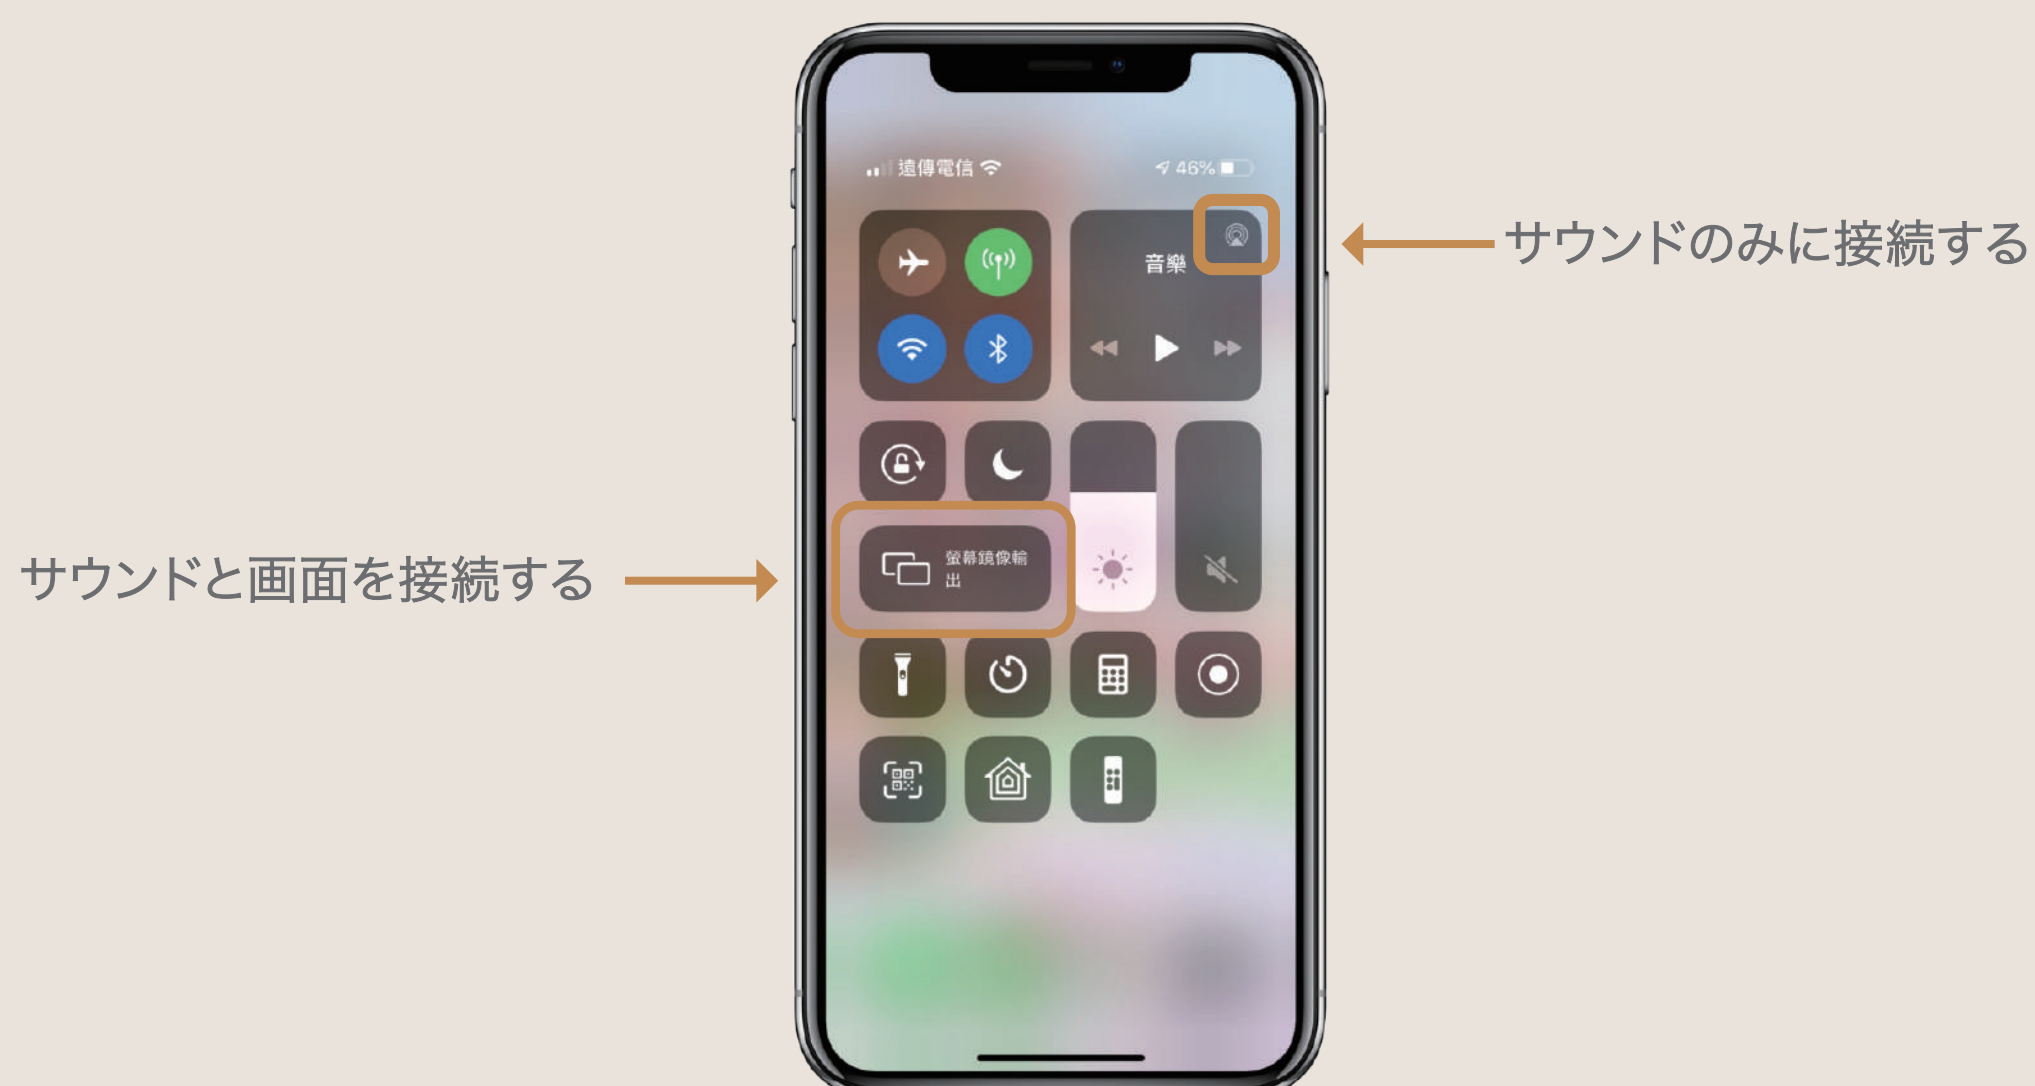 遠傳電信
46%
サウンドのみに接続する
音樂
サウンドと画面を接続する
螢幕鏡像輸
出